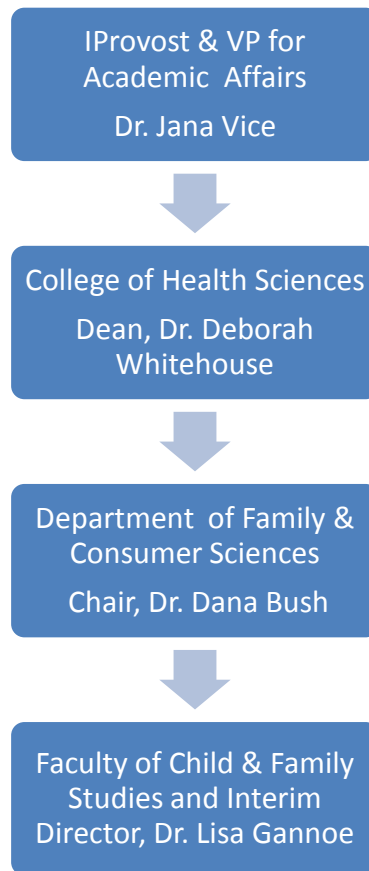 IProvost & VP for
Academic Affairs
Dr. Jana Vice
College of Health Sciences
Dean, Dr. Deborah
Whitehouse
Department of Family &
Consumer Sciences
Chair, Dr. Dana Bush
Faculty of Child & Family
Studies and Interim
Director, Dr. Lisa Gannoe